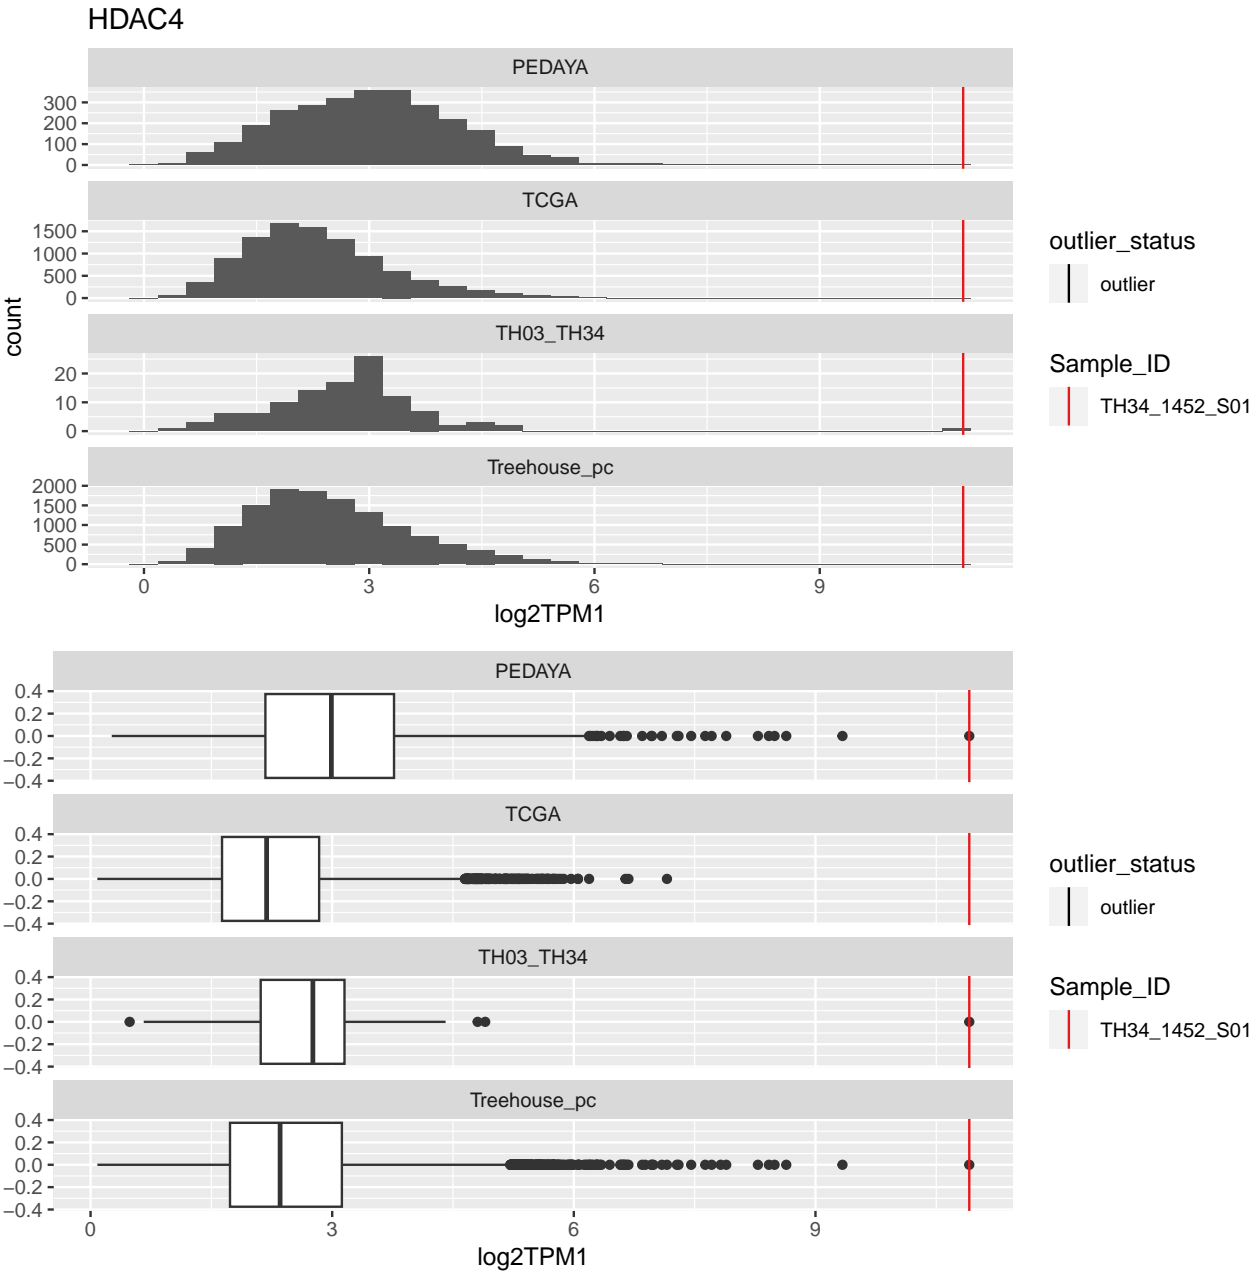 HDAC4
PEDAYA
300
200
100
0
TCGA
1500
1000
500
0
TH03_TH34
20
10
0
Treehouse_pc
2000
1500
1000
500
0
0 3 6 9
log2TPM1
count
outlier_status
outlier
Sample_ID
TH34_1452_S01
PEDAYA
0.4
0.2
0.0
−0.2
−0.4
TCGA
0.4
0.2
0.0
−0.2
−0.4
TH03_TH34
0.4
0.2
0.0
−0.2
−0.4
Treehouse_pc
0.4
0.2
0.0
−0.2
−0.4
0 3 6 9
log2TPM1
outlier_status
outlier
Sample_ID
TH34_1452_S01